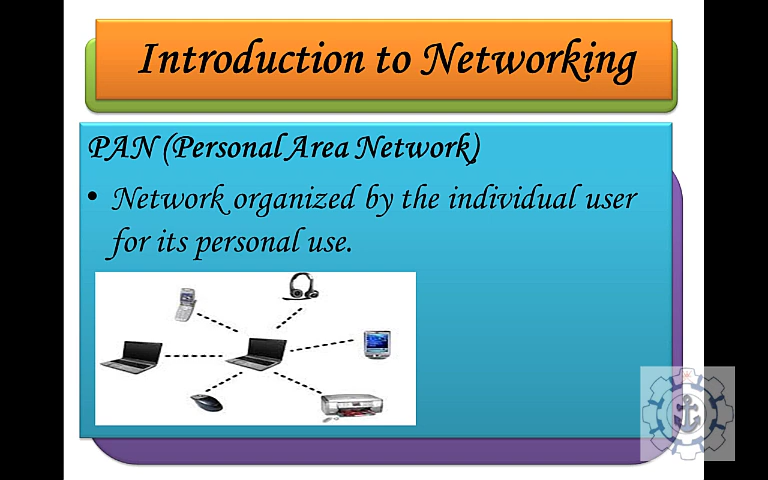 Introduction to Networking
PAN (Personal Area Network)
• Network organized by the individual user
for its personal use.